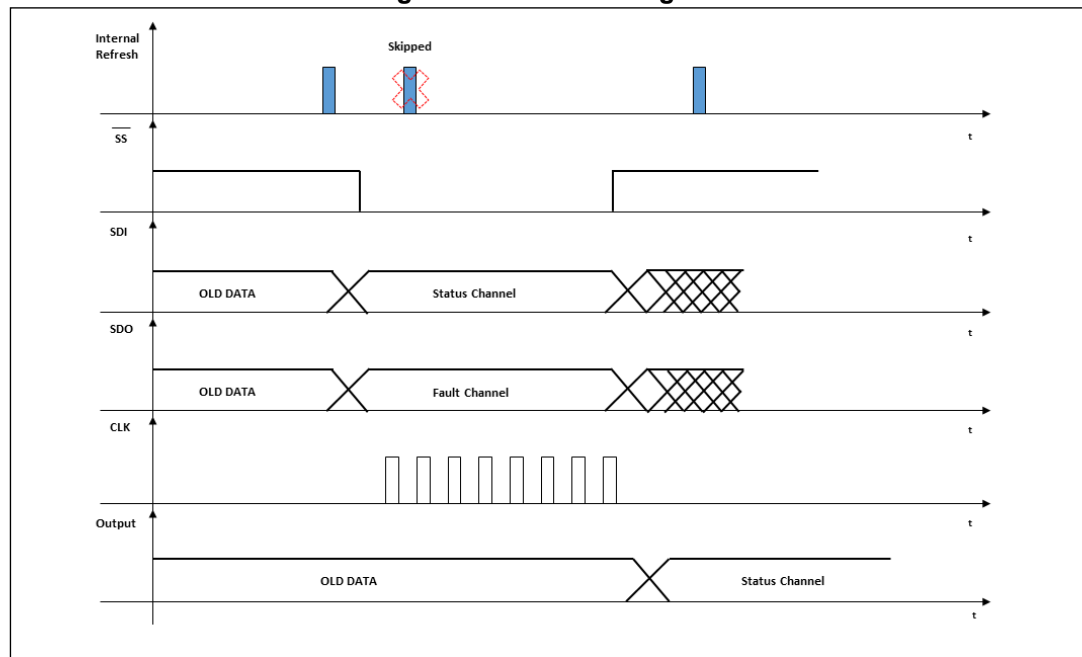 Internal
Refresh
Skipped
t
SS
t
SDI
OLD DATA
Status Channel
t
SDO
OLD DATA
Fault Channel
t
CLK
t
Output
OLD DATA
Status Channel
t